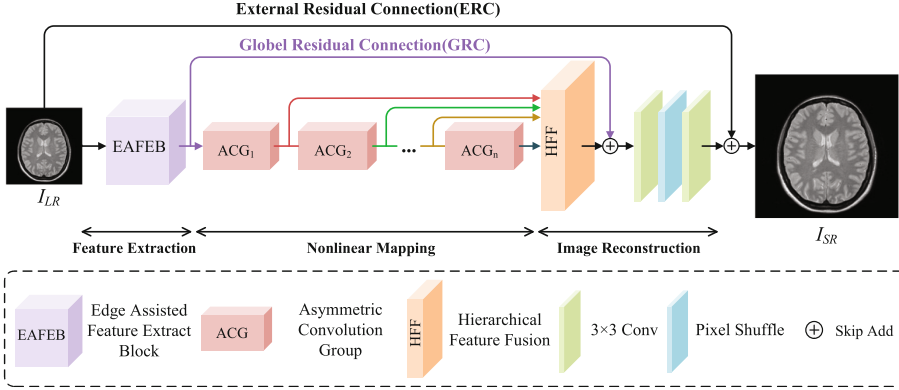 External Residual Connection(ERC)
Globel Residual Connection(GRC)
EAFEB
ACG1
ACG2
...
ACGn
HFF
ILR
ISR
Feature Extraction
Nonlinear Mapping
Image Reconstruction
EAFEB
Edge Assisted
Feature Extract
Block
ACG
Asymmetric
Convolution
Group
HFF
Hierarchical
Feature Fusion
3×3 Conv
Pixel Shuffle
Skip Add